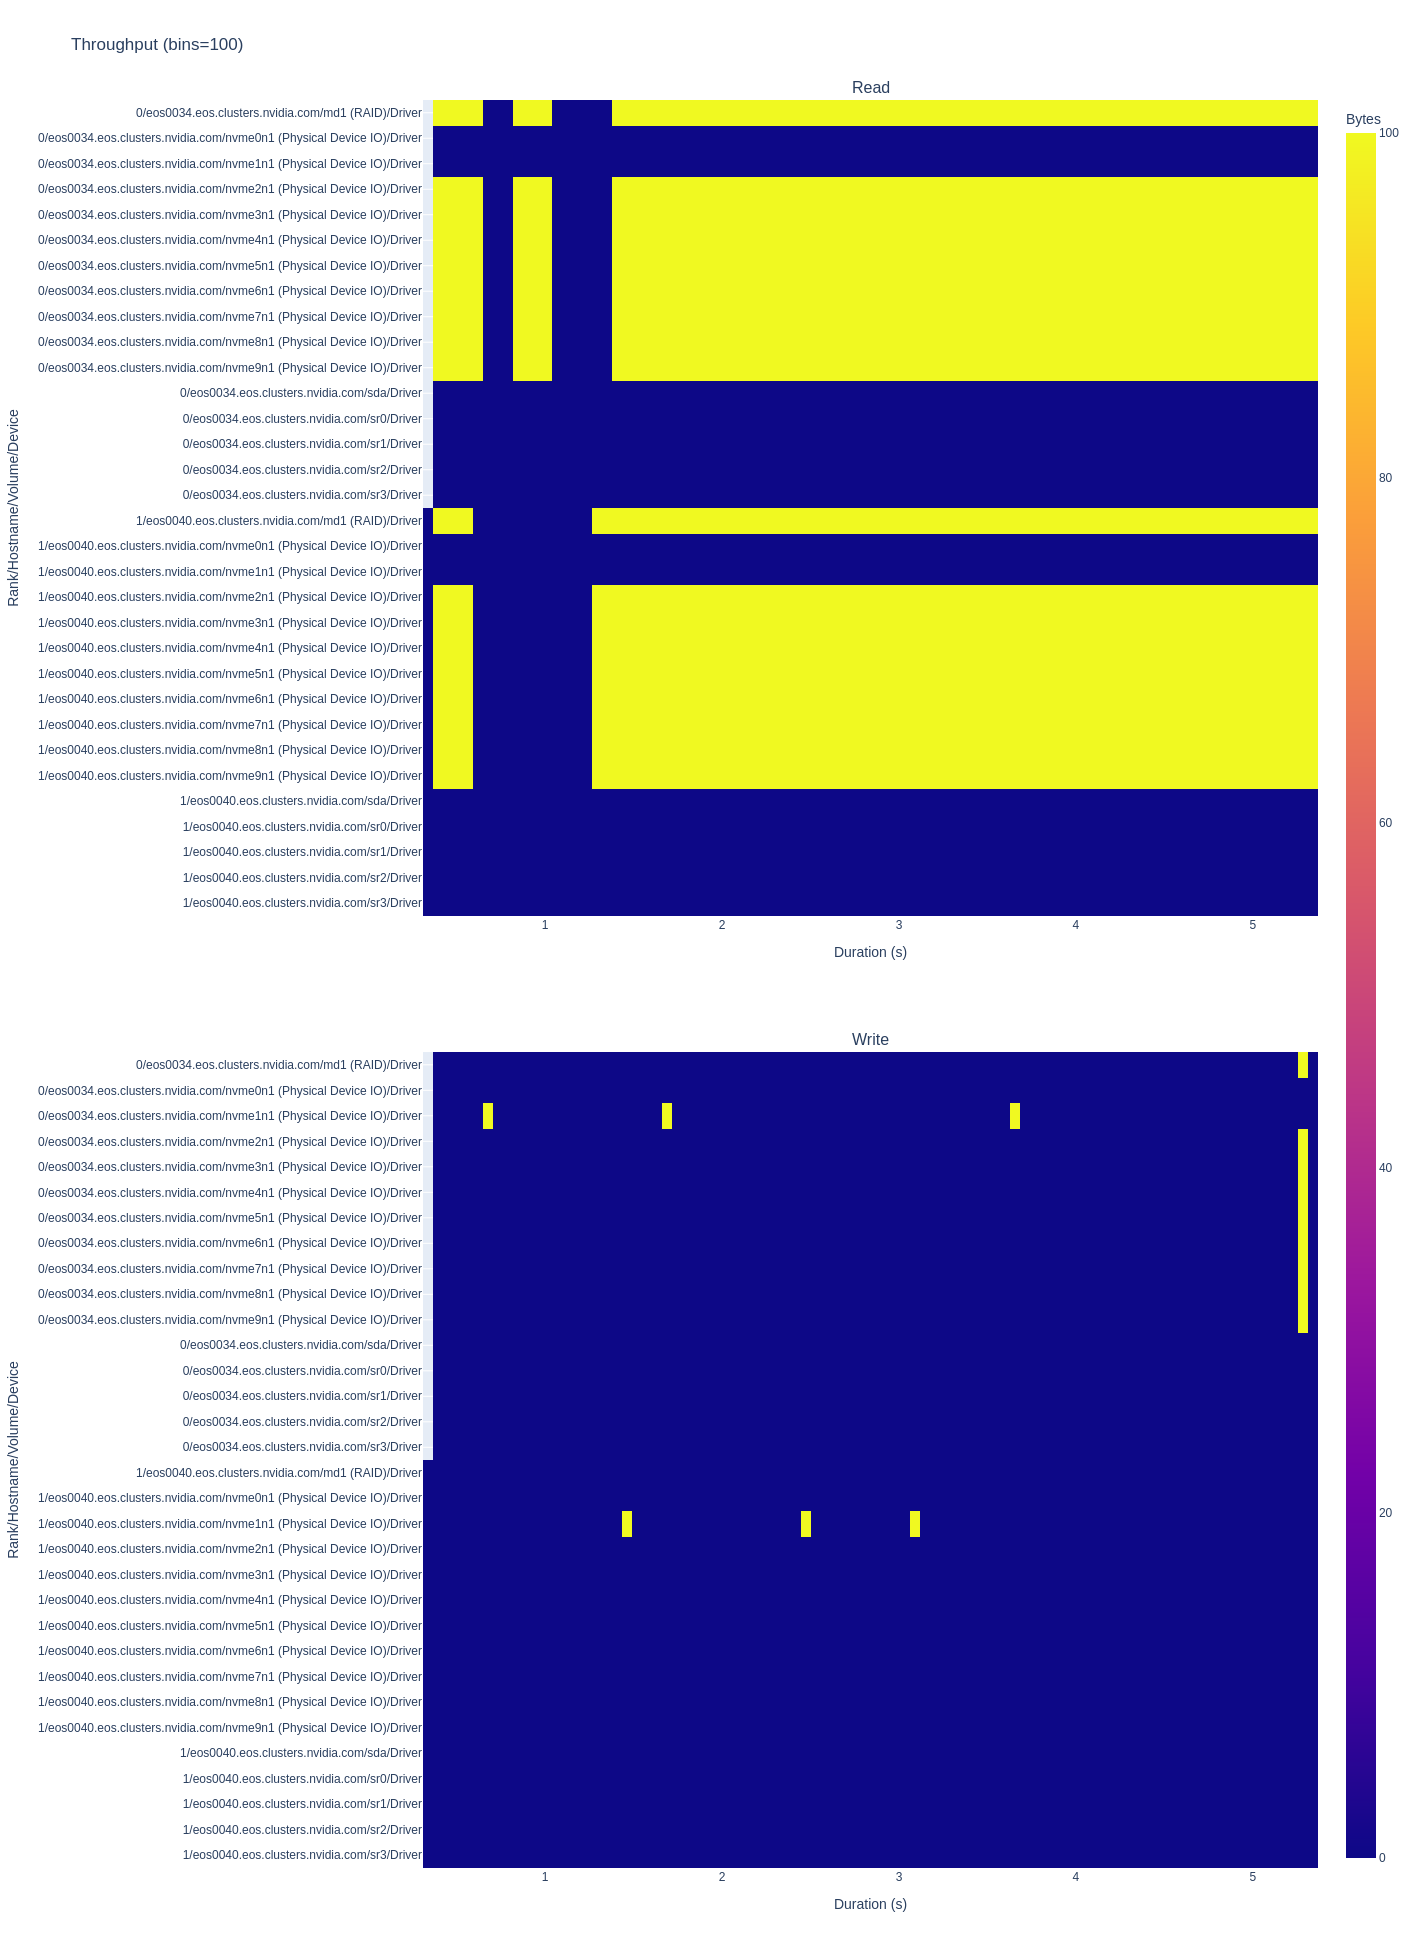 Throughput (bins=100)
Read
Bytes
0/eos0034.eos.clusters.nvidia.com/md1 (RAID)/Driver
0/eos0034.eos.clusters.nvidia.com/nvme0n1 (Physical Device IO)/Driver
0/eos0034.eos.clusters.nvidia.com/nvme1n1 (Physical Device IO)/Driver
0/eos0034.eos.clusters.nvidia.com/nvme2n1 (Physical Device IO)/Driver
0/eos0034.eos.clusters.nvidia.com/nvme3n1 (Physical Device IO)/Driver
0/eos0034.eos.clusters.nvidia.com/nvme4n1 (Physical Device IO)/Driver
0/eos0034.eos.clusters.nvidia.com/nvme5n1 (Physical Device IO)/Driver
0/eos0034.eos.clusters.nvidia.com/nvme6n1 (Physical Device IO)/Driver
0/eos0034.eos.clusters.nvidia.com/nvme7n1 (Physical Device IO)/Driver
0/eos0034.eos.clusters.nvidia.com/nvme8n1 (Physical Device IO)/Driver
0/eos0034.eos.clusters.nvidia.com/nvme9n1 (Physical Device IO)/Driver
0/eos0034.eos.clusters.nvidia.com/sda/Driver
0/eos0034.eos.clusters.nvidia.com/sr0/Driver
0/eos0034.eos.clusters.nvidia.com/sr1/Driver
0/eos0034.eos.clusters.nvidia.com/sr2/Driver
0/eos0034.eos.clusters.nvidia.com/sr3/Driver
1/eos0040.eos.clusters.nvidia.com/md1 (RAID)/Driver
1/eos0040.eos.clusters.nvidia.com/nvme0n1 (Physical Device IO)/Driver
1/eos0040.eos.clusters.nvidia.com/nvme1n1 (Physical Device IO)/Driver
1/eos0040.eos.clusters.nvidia.com/nvme2n1 (Physical Device IO)/Driver
1/eos0040.eos.clusters.nvidia.com/nvme3n1 (Physical Device IO)/Driver
1/eos0040.eos.clusters.nvidia.com/nvme4n1 (Physical Device IO)/Driver
1/eos0040.eos.clusters.nvidia.com/nvme5n1 (Physical Device IO)/Driver
1/eos0040.eos.clusters.nvidia.com/nvme6n1 (Physical Device IO)/Driver
1/eos0040.eos.clusters.nvidia.com/nvme7n1 (Physical Device IO)/Driver
1/eos0040.eos.clusters.nvidia.com/nvme8n1 (Physical Device IO)/Driver
1/eos0040.eos.clusters.nvidia.com/nvme9n1 (Physical Device IO)/Driver
1/eos0040.eos.clusters.nvidia.com/sda/Driver
1/eos0040.eos.clusters.nvidia.com/sr0/Driver
1/eos0040.eos.clusters.nvidia.com/sr1/Driver
1/eos0040.eos.clusters.nvidia.com/sr2/Driver
1/eos0040.eos.clusters.nvidia.com/sr3/Driver
Rank/Hostname/Volume/Device
1 2 3 4 5
Duration (s)
Write
0/eos0034.eos.clusters.nvidia.com/md1 (RAID)/Driver
0/eos0034.eos.clusters.nvidia.com/nvme0n1 (Physical Device IO)/Driver
0/eos0034.eos.clusters.nvidia.com/nvme1n1 (Physical Device IO)/Driver
0/eos0034.eos.clusters.nvidia.com/nvme2n1 (Physical Device IO)/Driver
0/eos0034.eos.clusters.nvidia.com/nvme3n1 (Physical Device IO)/Driver
0/eos0034.eos.clusters.nvidia.com/nvme4n1 (Physical Device IO)/Driver
0/eos0034.eos.clusters.nvidia.com/nvme5n1 (Physical Device IO)/Driver
0/eos0034.eos.clusters.nvidia.com/nvme6n1 (Physical Device IO)/Driver
0/eos0034.eos.clusters.nvidia.com/nvme7n1 (Physical Device IO)/Driver
0/eos0034.eos.clusters.nvidia.com/nvme8n1 (Physical Device IO)/Driver
0/eos0034.eos.clusters.nvidia.com/nvme9n1 (Physical Device IO)/Driver
0/eos0034.eos.clusters.nvidia.com/sda/Driver
0/eos0034.eos.clusters.nvidia.com/sr0/Driver
0/eos0034.eos.clusters.nvidia.com/sr1/Driver
0/eos0034.eos.clusters.nvidia.com/sr2/Driver
0/eos0034.eos.clusters.nvidia.com/sr3/Driver
1/eos0040.eos.clusters.nvidia.com/md1 (RAID)/Driver
1/eos0040.eos.clusters.nvidia.com/nvme0n1 (Physical Device IO)/Driver
1/eos0040.eos.clusters.nvidia.com/nvme1n1 (Physical Device IO)/Driver
1/eos0040.eos.clusters.nvidia.com/nvme2n1 (Physical Device IO)/Driver
1/eos0040.eos.clusters.nvidia.com/nvme3n1 (Physical Device IO)/Driver
1/eos0040.eos.clusters.nvidia.com/nvme4n1 (Physical Device IO)/Driver
1/eos0040.eos.clusters.nvidia.com/nvme5n1 (Physical Device IO)/Driver
1/eos0040.eos.clusters.nvidia.com/nvme6n1 (Physical Device IO)/Driver
1/eos0040.eos.clusters.nvidia.com/nvme7n1 (Physical Device IO)/Driver
1/eos0040.eos.clusters.nvidia.com/nvme8n1 (Physical Device IO)/Driver
1/eos0040.eos.clusters.nvidia.com/nvme9n1 (Physical Device IO)/Driver
1/eos0040.eos.clusters.nvidia.com/sda/Driver
1/eos0040.eos.clusters.nvidia.com/sr0/Driver
1/eos0040.eos.clusters.nvidia.com/sr1/Driver
1/eos0040.eos.clusters.nvidia.com/sr2/Driver
1/eos0040.eos.clusters.nvidia.com/sr3/Driver
Rank/Hostname/Volume/Device
1 2 3 4 5
Duration (s)
100
80
60
40
20
0